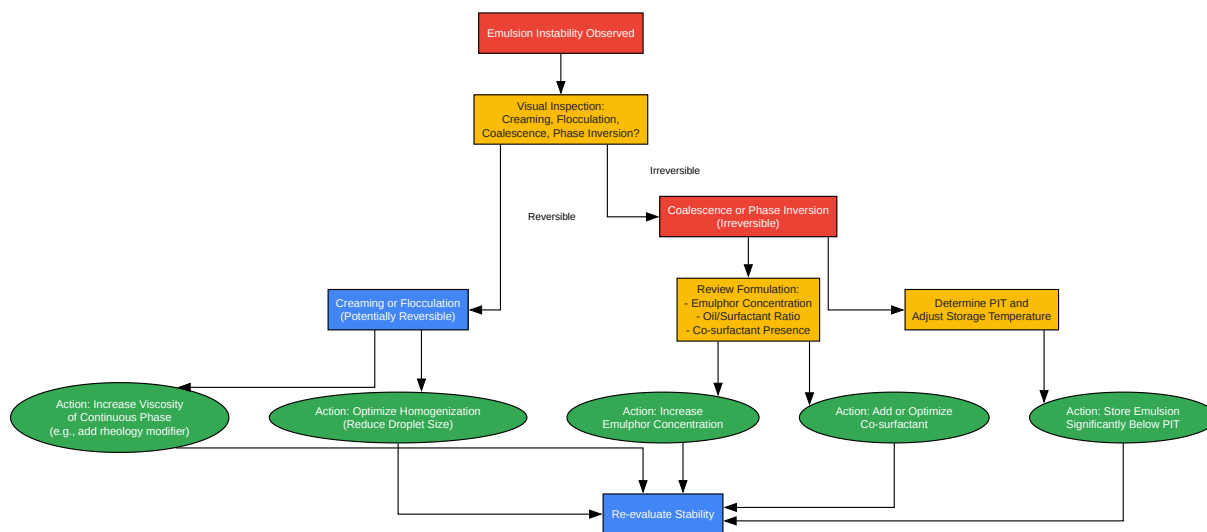 Emulsion Instability Observed
Visual Inspection:
Creaming, Flocculation,
Coalescence, Phase Inversion?
Irreversible
Reversible
Coalescence or Phase Inversion
(Irreversible)
Creaming or Flocculation
(Potentially Reversible)
Review Formulation:
- Emulphor Concentration
- Oil/Surfactant Ratio
- Co-surfactant Presence
Determine PIT and
Adjust Storage Temperature
Action: Increase Viscosity
of Continuous Phase
(e.g., add rheology modifier)
Action: Optimize Homogenization
(Reduce Droplet Size)
Action: Increase
Emulphor Concentration
Action: Add or Optimize
Co-surfactant
Action: Store Emulsion
Significantly Below PIT
Re-evaluate Stability